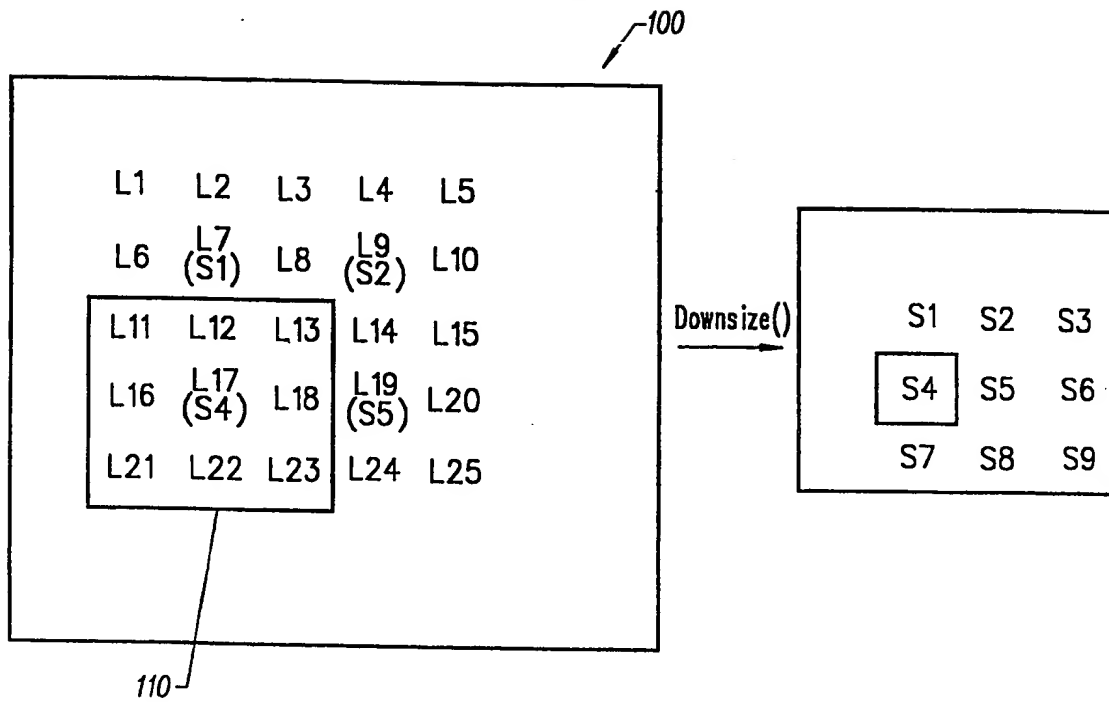 100
L1 L2 L3 L4 L5
L6 L7 L8 L9 L10
(S1) (S2)
L11 L12 L13 L14 L15
L16 L17 L18 L19 L20
(S4) (S5)
L21 L22 L23 L24 L25
110
Downsize()
S1 S2 S3
S4 S5 S6
S7 S8 S9